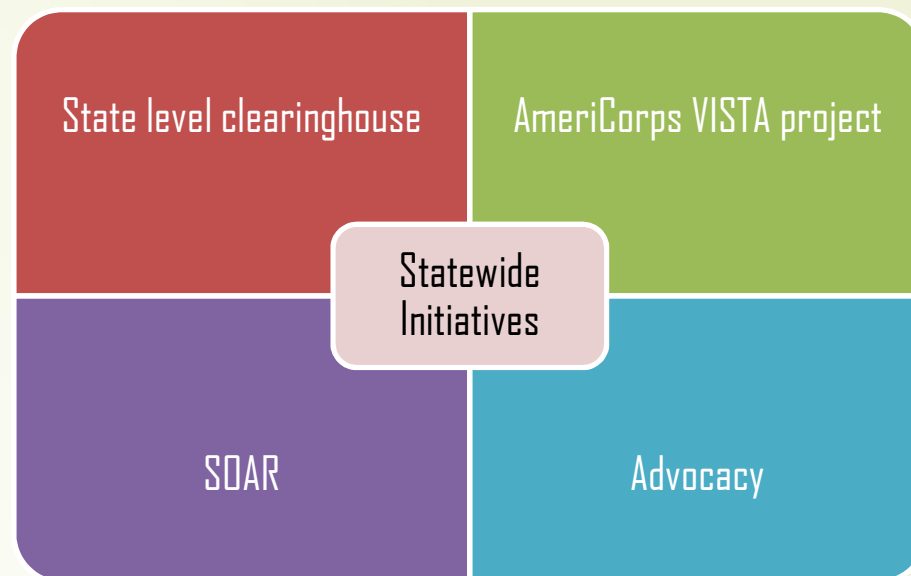 State level clearinghouse
AmeriCorps VISTA project
Statewide
Initiatives
SOAR
Advocacy